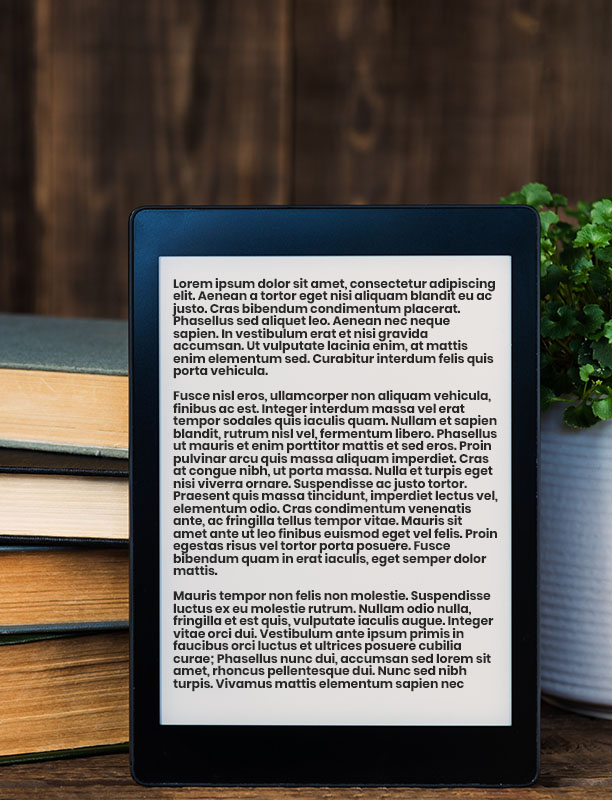 Lorem ipsum dolor sit amet, consectetur adipiscing
elit. Aenean a tortor eget nisi aliquam blandit eu ac
justo. Cras bibendum condimentum placerat.
Phasellus sed aliquet leo. Aenean nec neque
sapien. In vestibulum erat et nisi gravida
accumsan. Ut vulputate lacinia enim, at mattis
enim elementum sed. Curabitur interdum felis quis
porta vehicula.
Fusce nisl eros, ullamcorper non aliquam vehicula,
finibus ac est. Integer interdum massa vel erat
tempor sodales quis iaculis quam. Nullam et sapien
blandit, rutrum nisl vel, fermentum libero. Phasellus
ut mauris et enim porttitor mattis et sed eros. Proin
pulvinar arcu quis massa aliquam imperdiet. Cras
at congue nibh, ut porta massa. Nulla et turpis eget
nisi viverra ornare. Suspendisse ac justo tortor.
Praesent quis massa tincidunt, imperdiet lectus vel,
elementum odio. Cras condimentum venenatis
ante, ac fringilla tellus tempor vitae. Mauris sit
amet ante ut leo finibus euismod eget vel felis. Proin
egestas risus vel tortor porta posuere. Fusce
bibendum quam in erat iaculis, eget semper dolor
mattis.
Mauris tempor non felis non molestie. Suspendisse
luctus ex eu molestie rutrum. Nullam odio nulla,
fringilla et est quis, vulputate iaculis augue. Integer
vitae orci dui. Vestibulum ante ipsum primis in
faucibus orci luctus et ultrices posuere cubilia
curae; Phasellus nunc dui, accumsan sed lorem sit
amet, rhoncus pellentesque dui. Nunc sed nibh
turpis. Vivamus mattis elementum sapien nec